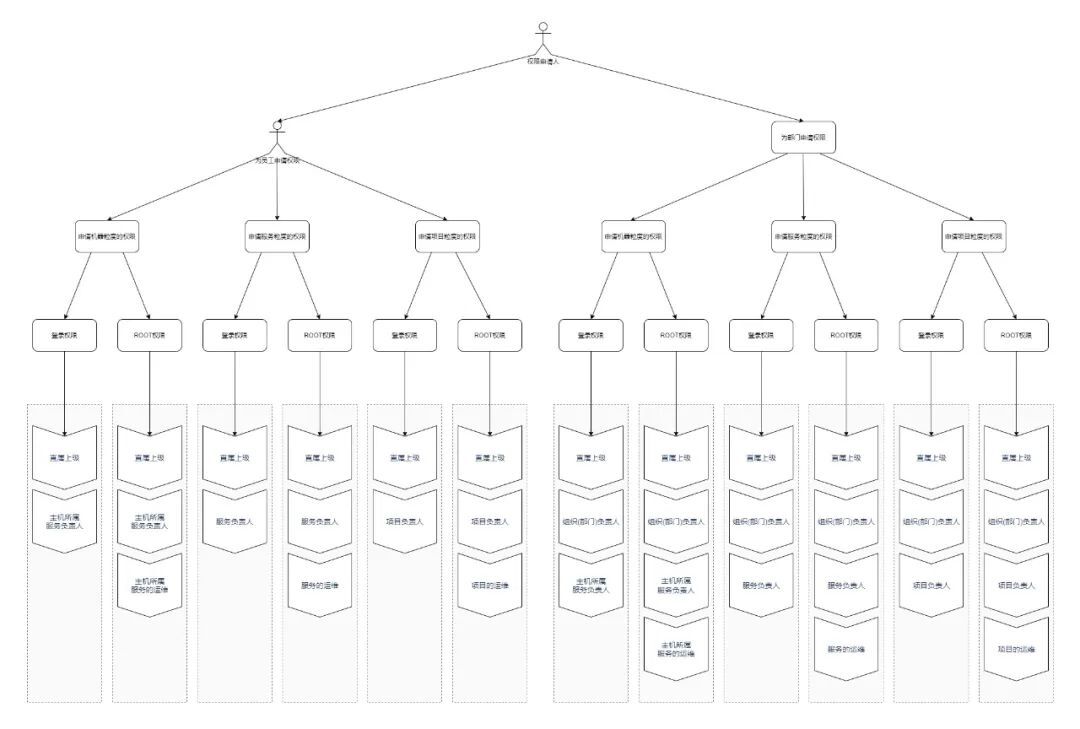 权限申请人
为员工申请权限
为部门申请权限
申请机器粒度的权限
申请服务粒度的权限
申请项目粒度的权限
申请机器粒度的权限
申请服务粒度的权限
申请项目粒度的权限
登录权限
ROOT权限
登录权限
ROOT权限
登录权限
ROOT权限
登录权限
ROOT权限
登录权限
ROOT权限
登录权限
ROOT权限
直属上级
直属上级
直属上级
直属上级
直属上级
直属上级
直属上级
直属上级
直属上级
直属上级
直属上级
直属上级
主机所属
服务负责人
主机所属
服务负责人
服务负责人
服务负责人
项目负责人
项目负责人
组织(部门)负责人
组织(部门)负责人
组织(部门)负责人
组织(部门)负责人
组织(部门)负责人
组织(部门)负责人
主机所属
服务的运维
服务的运维
项目的运维
主机所属
服务负责人
主机所属
服务负责人
服务负责人
服务负责人
项目负责人
项目负责人
主机所属
服务的运维
服务的运维
项目的运维